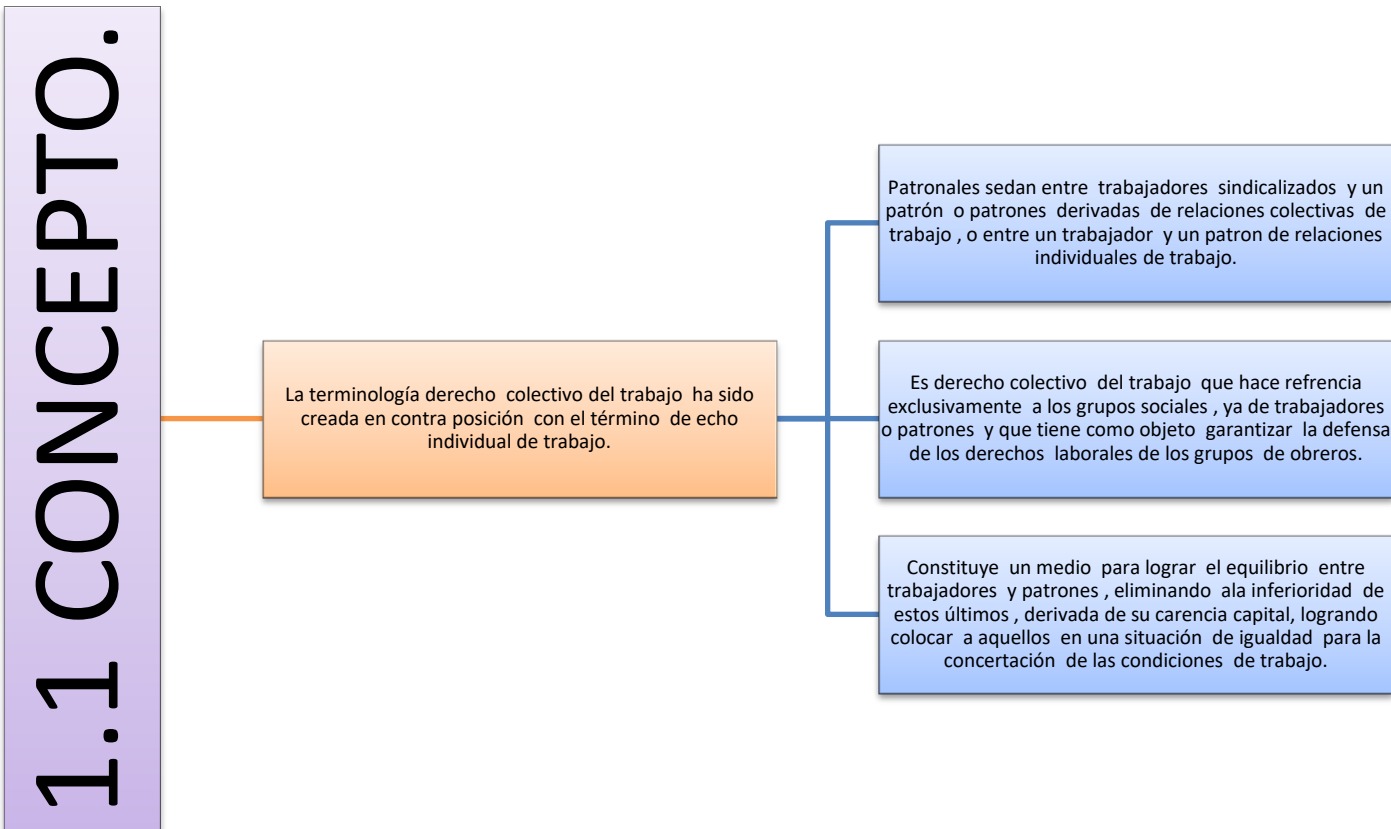 1.1 CONCEPTO.
La terminología derecho colectivo del trabajo ha sido
creada en contra posición con el término de echo
individual de trabajo.
Patronales sedan entre trabajadores sindicalizados y un
patrón o patrones derivadas de relaciones colectivas de
trabajo , o entre un trabajador y un patron de relaciones
individuales de trabajo.
Es derecho colectivo del trabajo que hace refrencia
exclusivamente a los grupos sociales , ya de trabajadores
o patrones y que tiene como objeto garantizar la defensa
de los derechos laborales de los grupos de obreros.
Constituye un medio para lograr el equilibrio entre
trabajadores y patrones , eliminando ala inferioridad de
estos últimos , derivada de su carencia capital, logrando
colocar a aquellos en una situación de igualdad para la
concertación de las condiciones de trabajo.